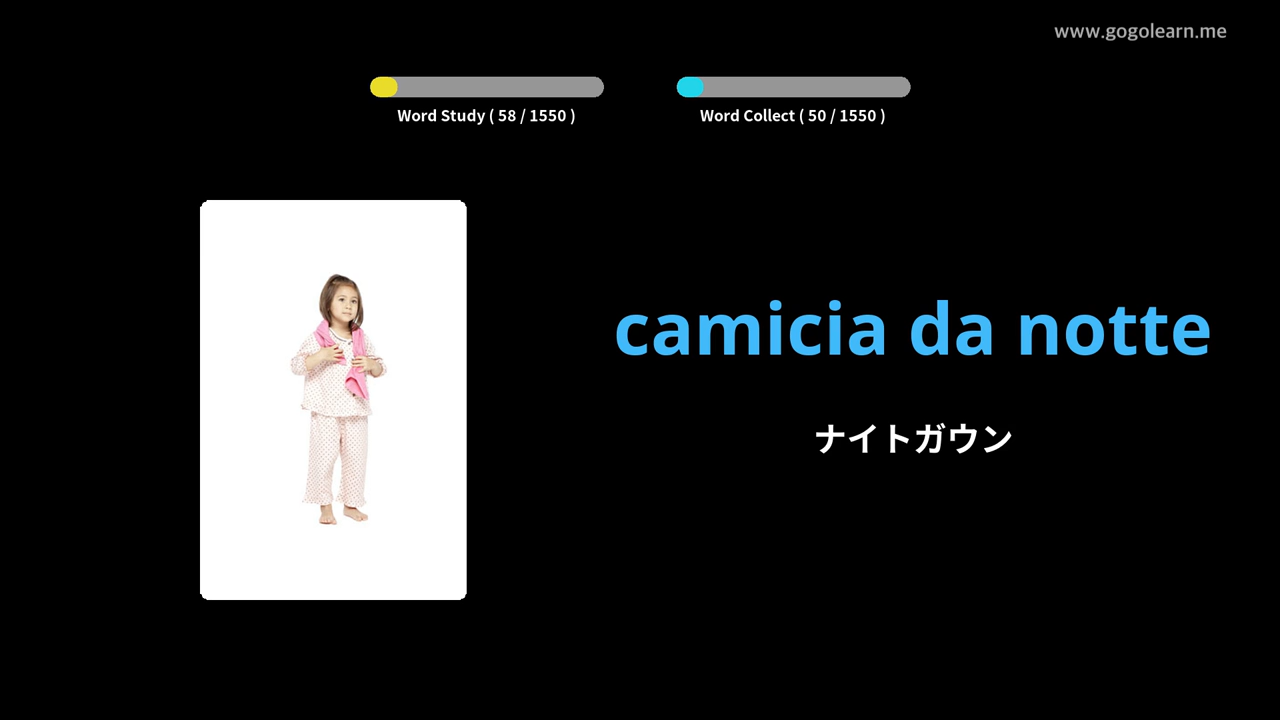 www.gogolearn.me
Word Study ( 58 / 1550 )
Word Collect ( 50 / 1550 )
camicia da notte
ナイトガウン